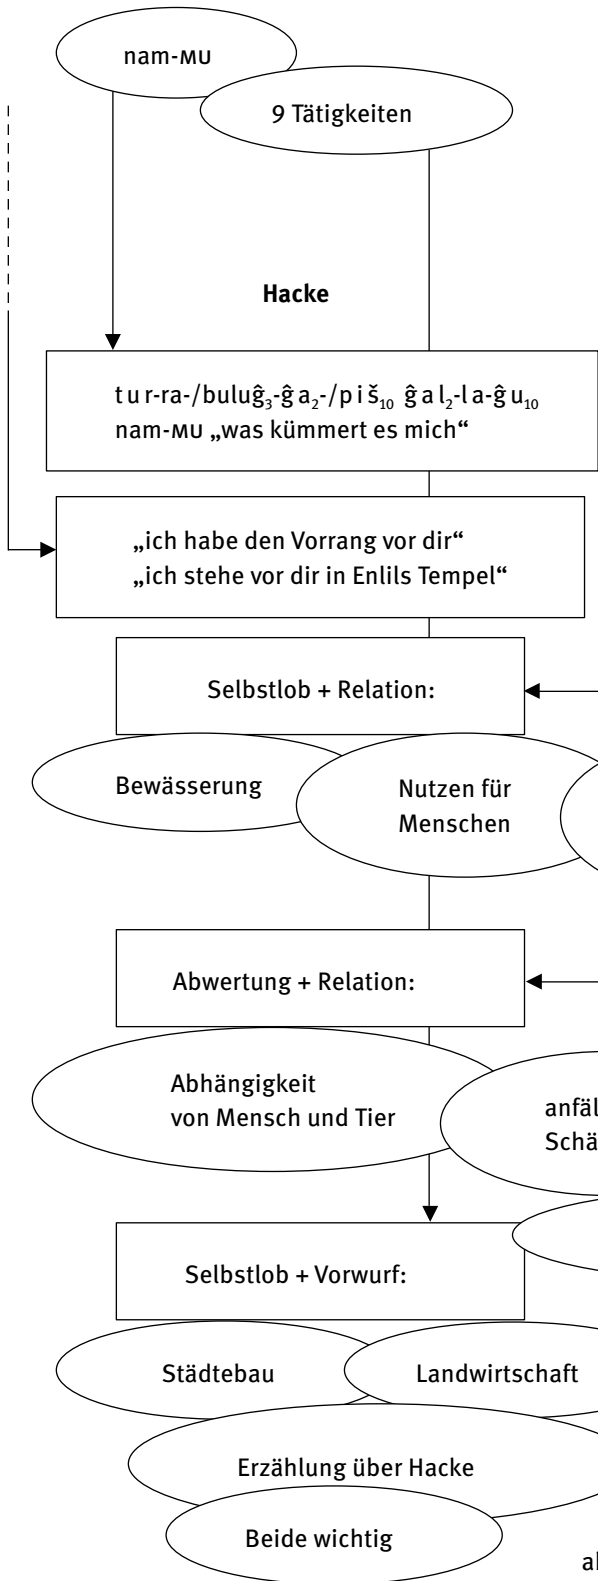 nam-MU
9 Tätigkeiten
Hacke
tur-ra-/buluĝ₃-ĝa₂-/piš₁₀ ĝal₂-la-ĝu₁₀
nam-MU „was kümmert es mich“
„ich habe den Vorrang vor dir“
„ich stehe vor dir in Enlils Tempel“
Selbstlob + Relation:
Bewässerung
Nutzen für
Menschen
Abwertung + Relation:
Abhängigkeit
von Mensch und Tier
anfäl
Schä
Selbstlob + Vorwurf:
Städtebau
Landwirtschaft
Erzählung über Hacke
Beide wichtig